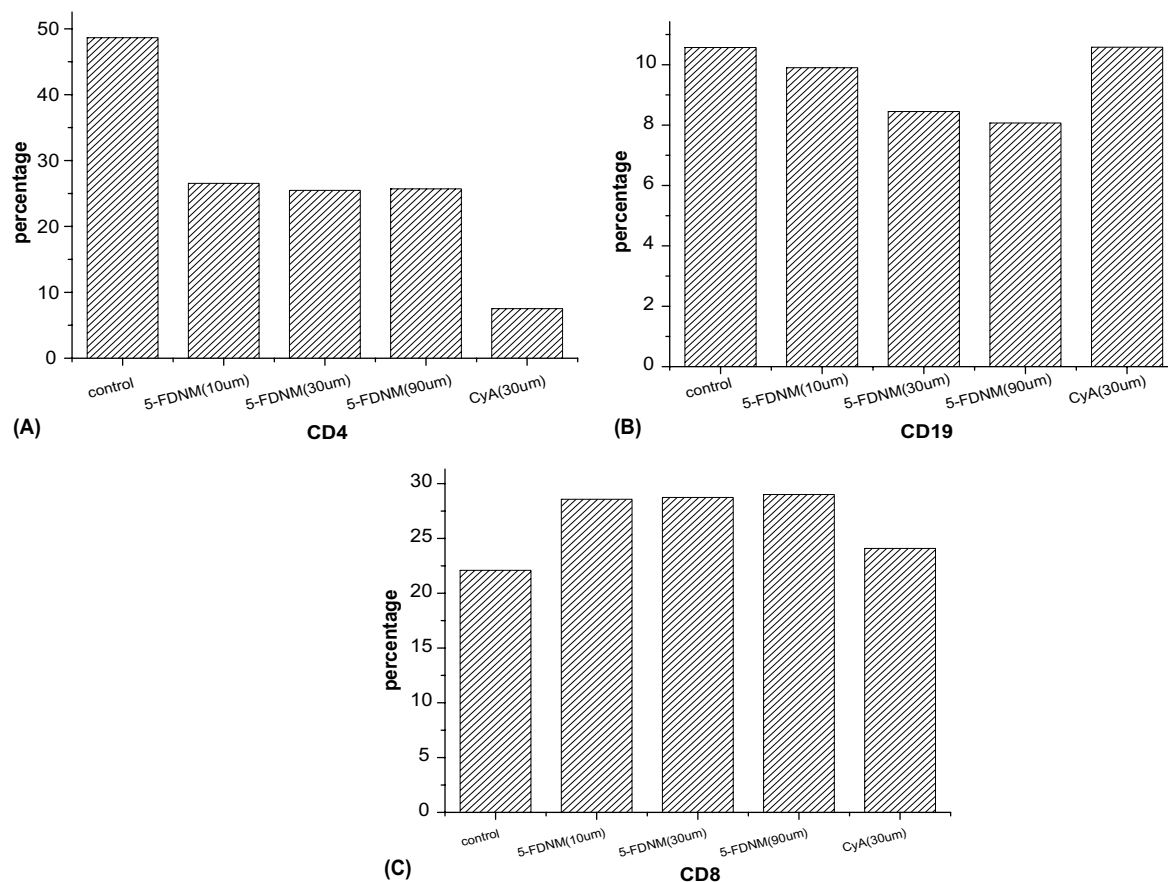 50
40
30
20
10
0
percentage
control
5-FDNM(10um)
5-FDNM(30um)
5-FDNM(90um)
CyA(30um)
(A)
CD4
10
8
6
4
2
0
percentage
control
5-FDNM(10um)
5-FDNM(30um)
5-FDNM(90um)
CyA(30um)
(B)
CD19
30
25
20
15
10
5
0
percentage
control
5-FDNM(10um)
5-FDNM(30um)
5-FDNM(90um)
CyA(30um)
(C)
CD8